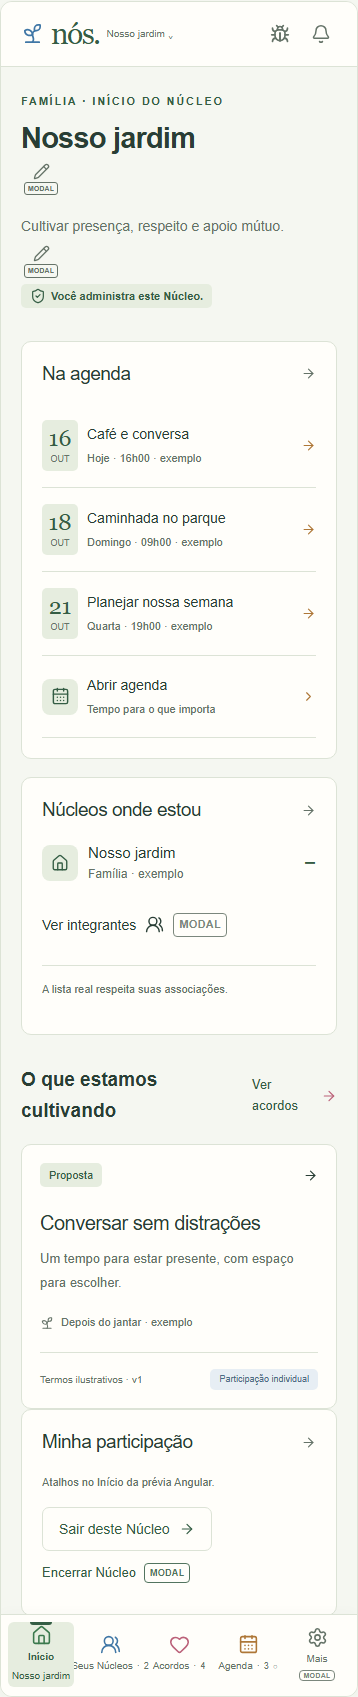 nós. Nosso jardim
FAMÍLIA · INÍCIO DO NÚCLEO
Nosso jardim
MODAL
Cultivar presença, respeito e apoio mútuo.
MODAL
Você administra este Núcleo.
Na agenda
16 OUT
Café e conversa
Hoje · 16h00 · exemplo
18 OUT
Caminhada no parque
Domingo · 09h00 · exemplo
21 OUT
Planejar nossa semana
Quarta · 19h00 · exemplo
Abrir agenda
Tempo para o que importa
Núcleos onde estou
Nosso jardim
Família · exemplo
Ver integrantes MODAL
A lista real respeita suas associações.
O que estamos
cultivando
Ver
acordos
Proposta
Conversar sem distrações
Um tempo para estar presente, com espaço
para escolher.
Depois do jantar · exemplo
Termos ilustrativos · v1
Participação individual
Minha participação
Atalhos no Início da prévia Angular.
Sair deste Núcleo
Encerrar Núcleo MODAL
Início
Nosso jardim
Seus Núcleos · 2
Acordos · 4
Agenda · 3
Mais
MODAL